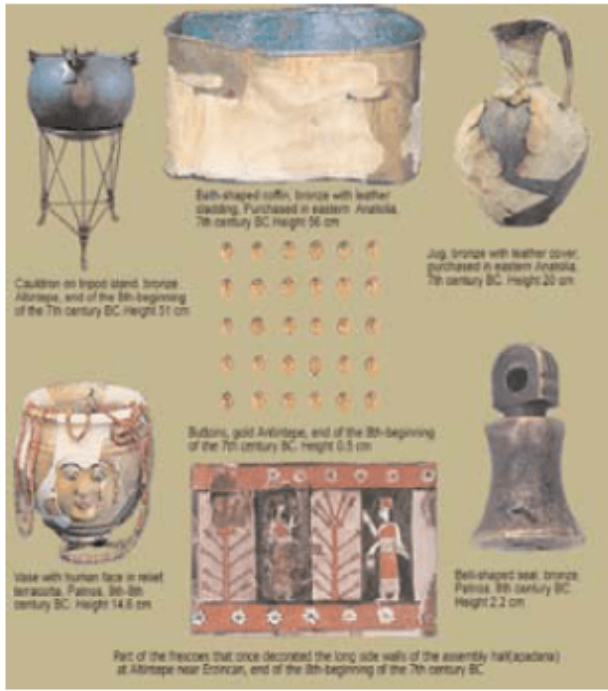 Bath-shaped coffin, bronze with leather
cladding, Purchased in eastern Anatolia,
7th century BC Height 56 cm
Jug, bronze with leather cover,
purchased in eastern Anatolia,
7th century BC. Height 20 cm
Cauldron on tripod stand, bronze
Altintepe, end of the 8th-beginning
of the 7th century BC Height 51 cm
Buttons, gold Altintepe, end of the 8th-beginning
of the 7th century BC. Height 0.5 cm
Vase with human face in relief,
terracotta, Patnos, 9th-8th
century BC. Height 14.6 cm
Bell-shaped seal, bronze,
Patnos, 8th century BC
Height 2.2 cm
Part of the frescoes that once decorated the long side walls of the assembly hall(apadana)
at Altintepe near Erzincan, end of the 8th-beginning of the 7th century BC